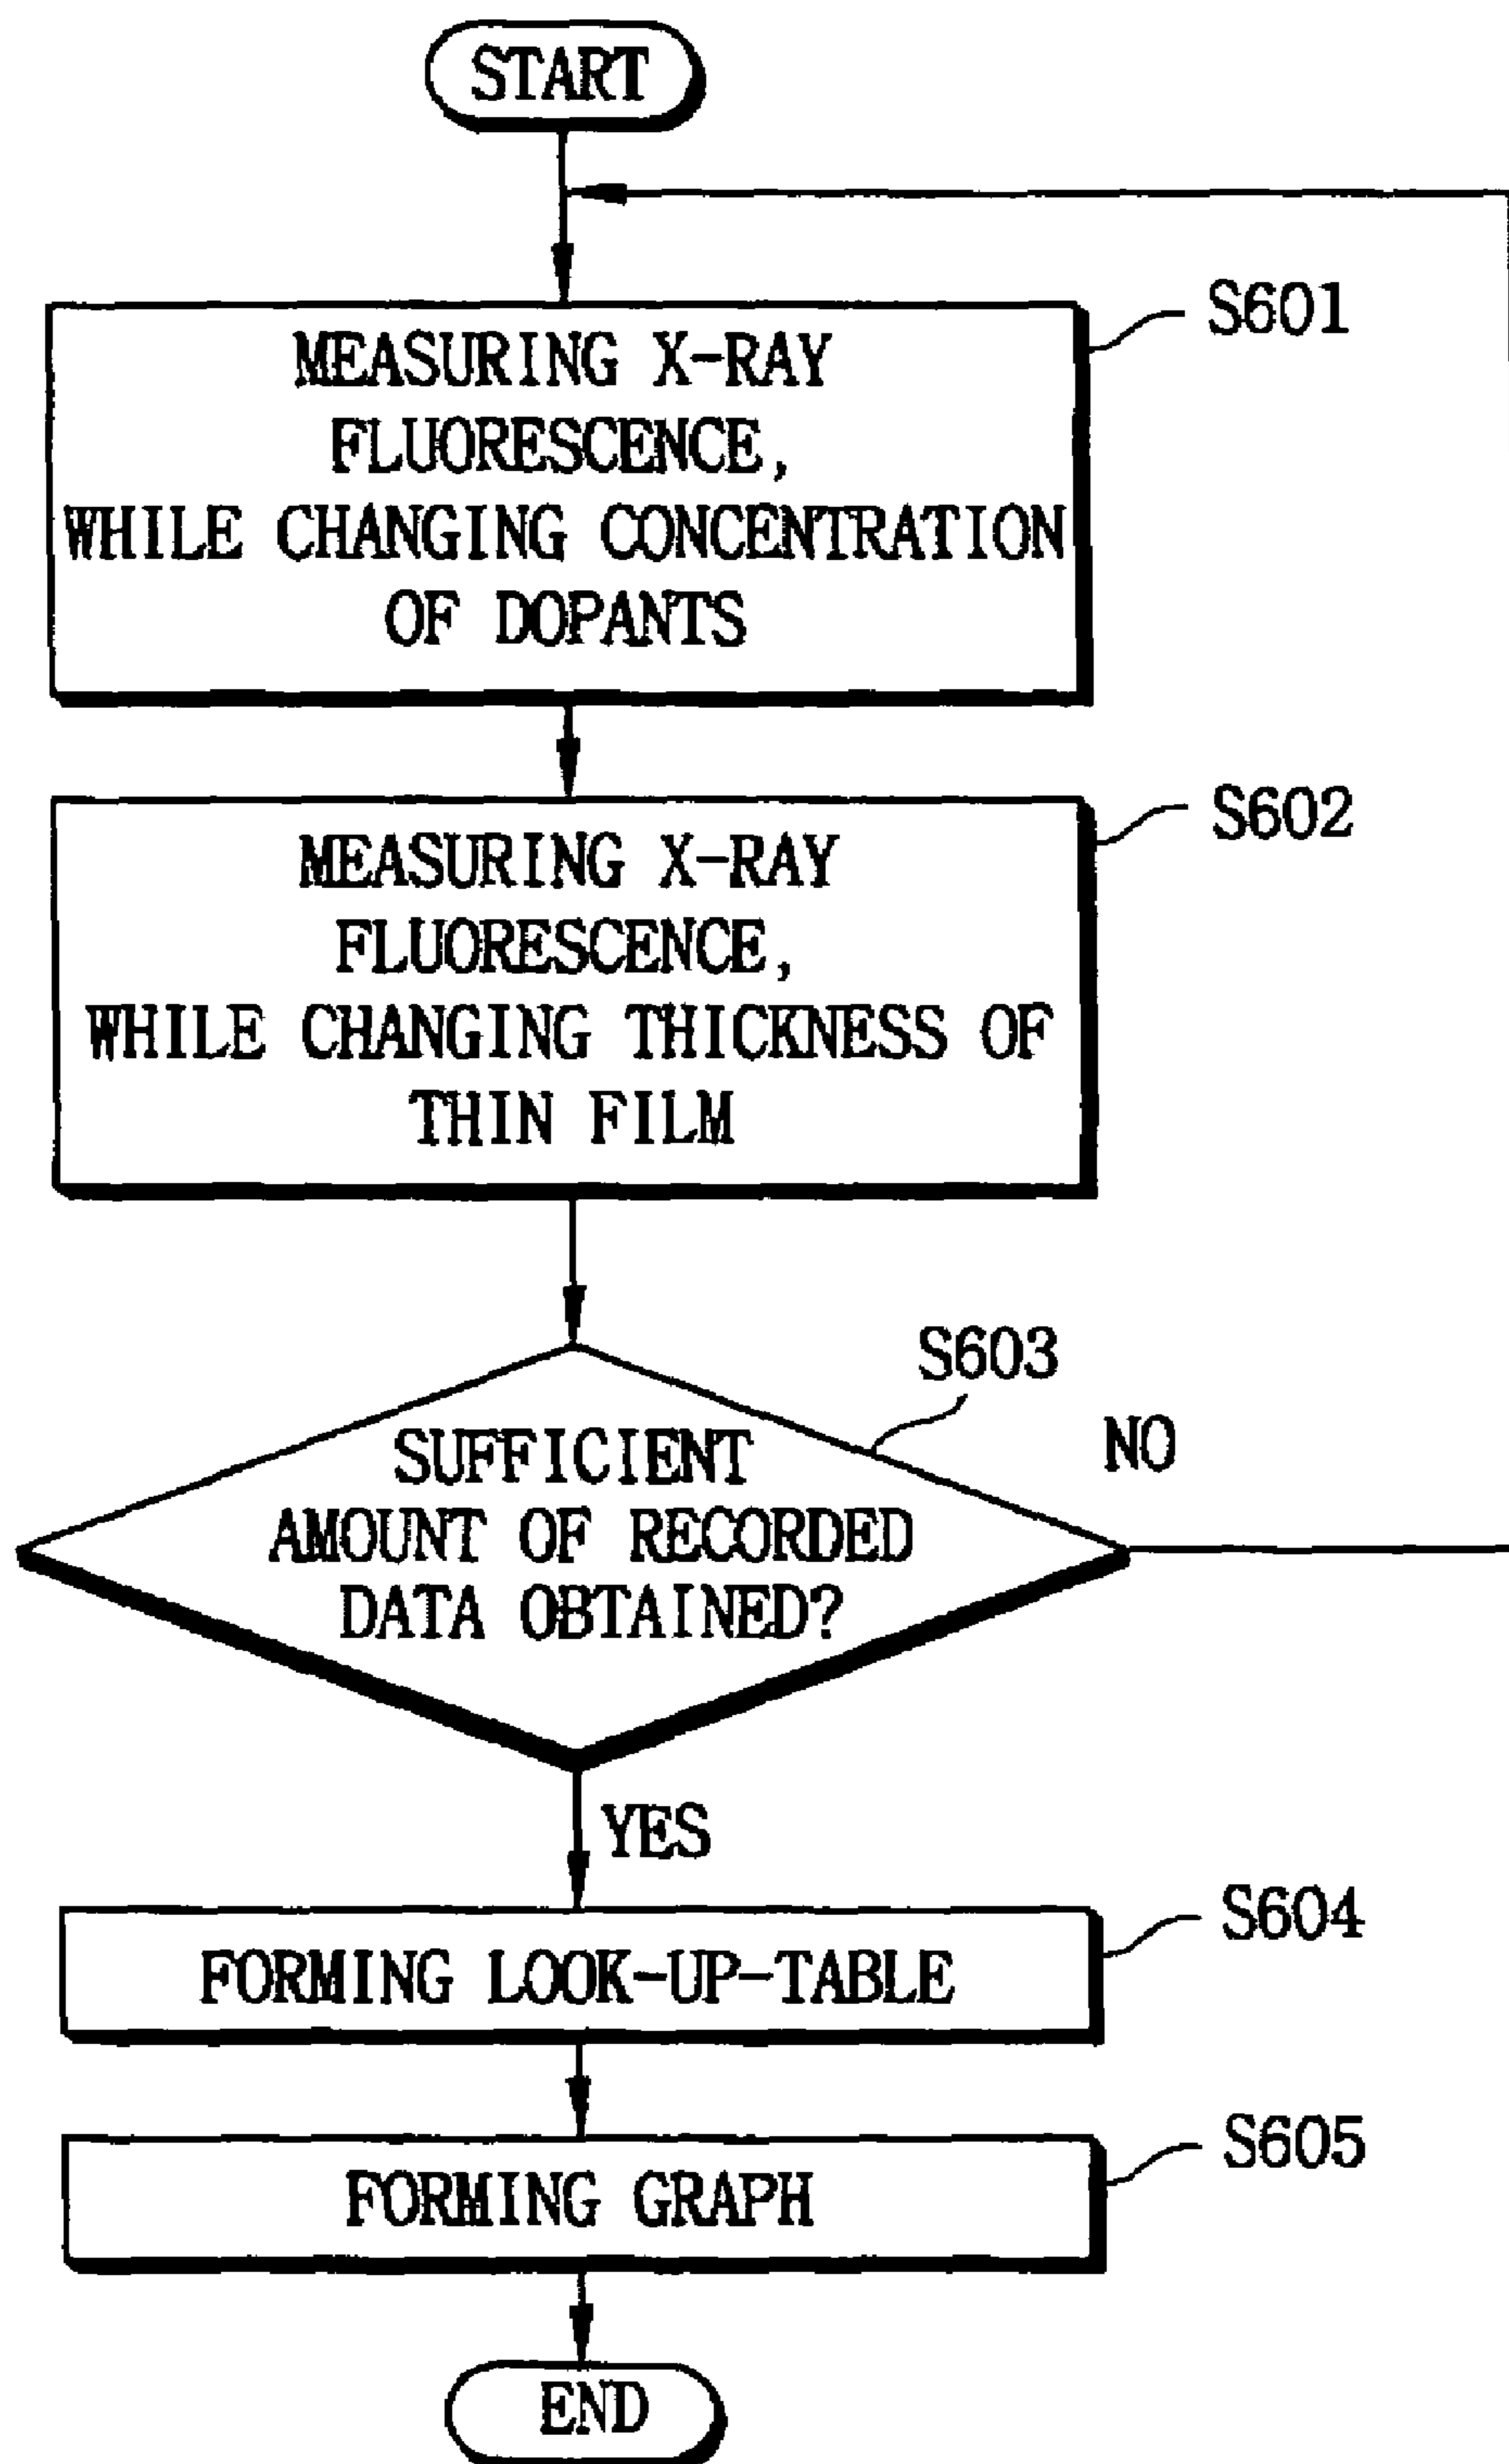 START
MEASURING X-RAY
FLUORESCENCE,
WHILE CHANGING CONCENTRATION
OF DOPANTS
S601
MEASURING X-RAY
FLUORESCENCE,
WHILE CHANGING THICKNESS OF
THIN FILM
S602
S603
SUFFICIENT
AMOUNT OF RECORDED
DATA OBTAINED?
NO
YES
FORMING LOOK-UP-TABLE
S604
FORMING GRAPH
S605
END